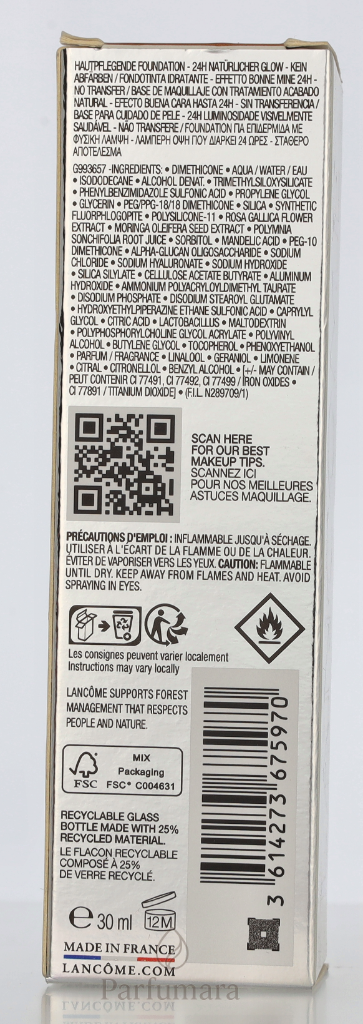 HAUTPFLEGENDE FOUNDATION - 24H NATÜRLICHER GLOW - KEIN
ABFÄRBEN / FONDOTINTA IDRATANTE - EFFETTO BONNE MINE 24H -
NO TRANSFER / BASE DE MAQUILLAJE CON TRATAMIENTO ACABADO
NATURAL - EFECTO BUENA CARA HASTA 24H - SIN TRANSFERENCIA /
BASE PARA CUIDADO DE PELE - 24H LUMINOSIDADE VISIVELMENTE
SAUDÁVEL - NÃO TRANSFERE / FOUNDATION ΓΙΑ ΕΠΙΔΕΡΜΙΔΑ ΜΕ
ΦΥΣΙΚΗ ΛΑΜΨΗ - ΛΑΜΠΕΡΗ ΟΨΗ ΠΟΥ ΔΙΑΡΚΕΙ 24 ΩΡΕΣ - ΣΤΑΘΕΡΟ
ΑΠΟΤΕΛΕΣΜΑ
G993657 -INGREDIENTS: • DIMETHICONE • AQUA / WATER / EAU
• ISODODECANE • ALCOHOL DENAT. • TRIMETHYLSILOXYSILICATE
• PHENYLBENZIMIDAZOLE SULFONIC ACID • PROPYLENE GLYCOL
• GLYCERIN • PEG/PPG-18/18 DIMETHICONE • SILICA • SYNTHETIC
FLUORPHLOGOPITE • POLYSILICONE-11 • ROSA GALLICA FLOWER
EXTRACT • MORINGA OLEIFERA SEED EXTRACT • POLYMNIA
SONCHIFOLIA ROOT JUICE • SORBITOL • MANDELIC ACID • PEG-10
DIMETHICONE • ALPHA-GLUCAN OLIGOSACCHARIDE • SODIUM
CHLORIDE • SODIUM HYALURONATE • SODIUM HYDROXIDE
• SILICA SILYLATE • CELLULOSE ACETATE BUTYRATE • ALUMINUM
HYDROXIDE • AMMONIUM POLYACRYLOYLDIMETHYL TAURATE
• DISODIUM PHOSPHATE • DISODIUM STEAROYL GLUTAMATE
• HYDROXYETHYLPIPERAZINE ETHANE SULFONIC ACID • CAPRYLYL
GLYCOL • CITRIC ACID • LACTOBACILLUS • MALTODEXTRIN
• POLYPHOSPHORYLCHOLINE GLYCOL ACRYLATE • POLYVINYL
ALCOHOL • BUTYLENE GLYCOL • TOCOPHEROL • PHENOXYETHANOL
• PARFUM / FRAGRANCE • LINALOOL • GERANIOL • LIMONENE
• CITRAL • CITRONELLOL • BENZYL ALCOHOL • [+/- MAY CONTAIN /
PEUT CONTENIR CI 77491, CI 77492, CI 77499 / IRON OXIDES •
CI 77891 / TITANIUM DIOXIDE] • (F.I.L. N289709/1)
SCAN HERE
FOR OUR BEST
MAKEUP TIPS.
SCANNEZ ICI
POUR NOS MEILLEURES
ASTUCES MAQUILLAGE.
PRÉCAUTIONS D'EMPLOI : INFLAMMABLE JUSQU'À SÉCHAGE.
UTILISER À L'ÉCART DE LA FLAMME OU DE LA CHALEUR.
ÉVITER DE VAPORISER VERS LES YEUX. CAUTION: FLAMMABLE
UNTIL DRY. KEEP AWAY FROM FLAMES AND HEAT. AVOID
SPRAYING IN EYES.
Les consignes peuvent varier localement
Instructions may vary locally
LANCÔME SUPPORTS FOREST
MANAGEMENT THAT RESPECTS
PEOPLE AND NATURE.
FSC
MIX
Packaging
FSC® C004631
RECYCLABLE GLASS
BOTTLE MADE WITH 25%
RECYCLED MATERIAL.
LE FLACON RECYCLABLE
COMPOSÉ À 25%
DE VERRE RECYCLÉ.
3 614273 675970
℮ 30 ml
12M
MADE IN FRANCE
LANCÔME.COM
Parfumara